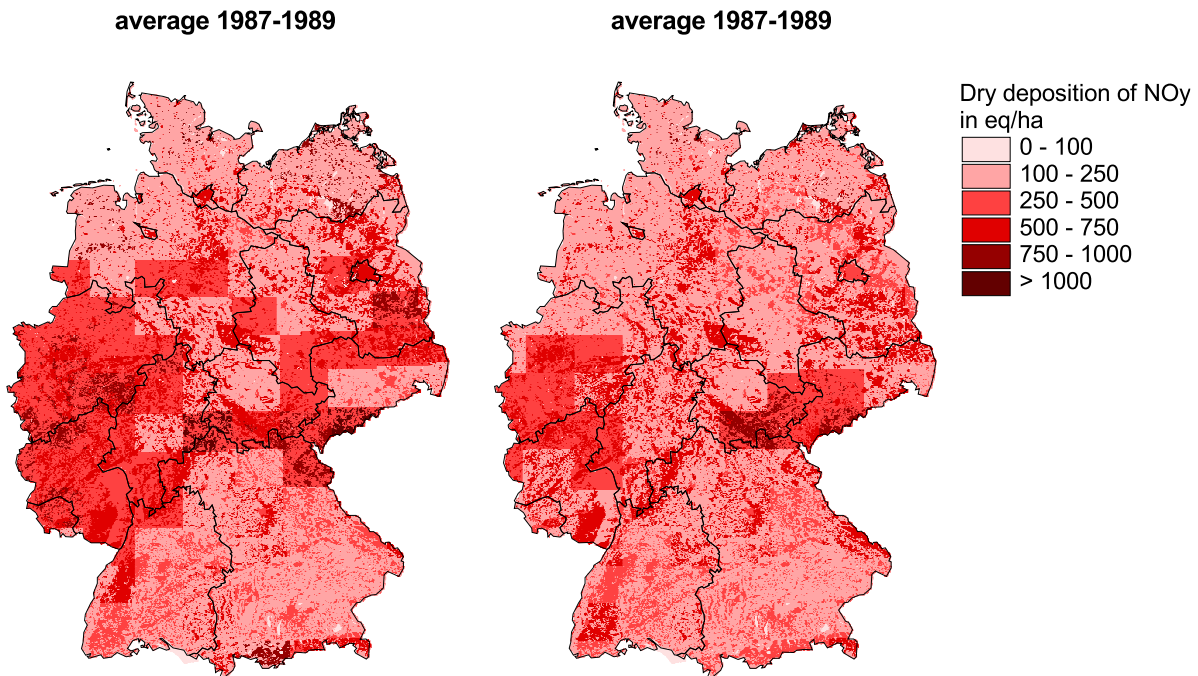 average 1987-1989
average 1987-1989
Dry deposition of NOy
in eq/ha
0 - 100
100 - 250
250 - 500
500 - 750
750 - 1000
> 1000